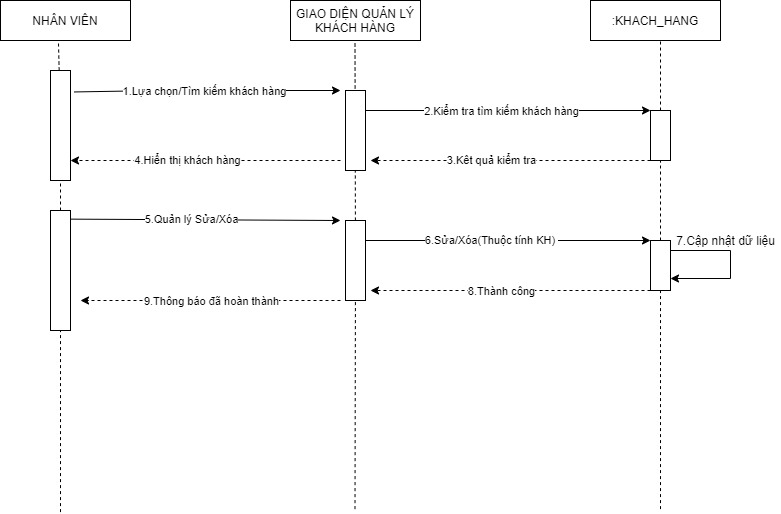 NHÂN VIÊN
GIAO DIỆN QUẢN LÝ
KHÁCH HÀNG
:KHACH_HANG
1.Lựa chọn/Tìm kiếm khách hàng
2.Kiểm tra tìm kiếm khách hàng
4.Hiển thị khách hàng
3.Kêt quả kiểm tra
5.Quản lý Sửa/Xóa
6.Sửa/Xóa(Thuộc tính KH)
7.Cập nhật dữ liệu
8.Thành công
9.Thông báo đã hoàn thành